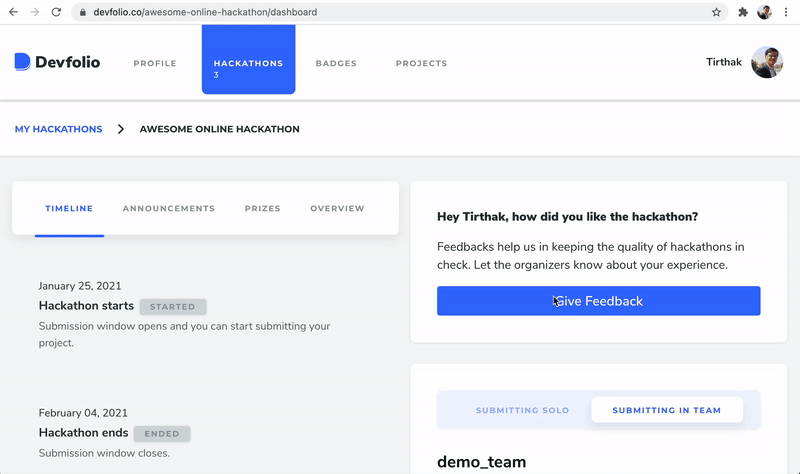 devfolio.co/awesome-online-hackathon/dashboard
Devfolio
PROFILE
HACKATHONS
3
BADGES
PROJECTS
Tirthak
MY HACKATHONS
AWESOME ONLINE HACKATHON
TIMELINE
ANNOUNCEMENTS
PRIZES
OVERVIEW
January 25, 2021
Hackathon starts STARTED
Submission window opens and you can start submitting your
project.
February 04, 2021
Hackathon ends ENDED
Submission window closes.
Hey Tirthak, how did you like the hackathon?
Feedbacks help us in keeping the quality of hackathons in
check. Let the organizers know about your experience.
Give Feedback
SUBMITTING SOLO
SUBMITTING IN TEAM
demo_team